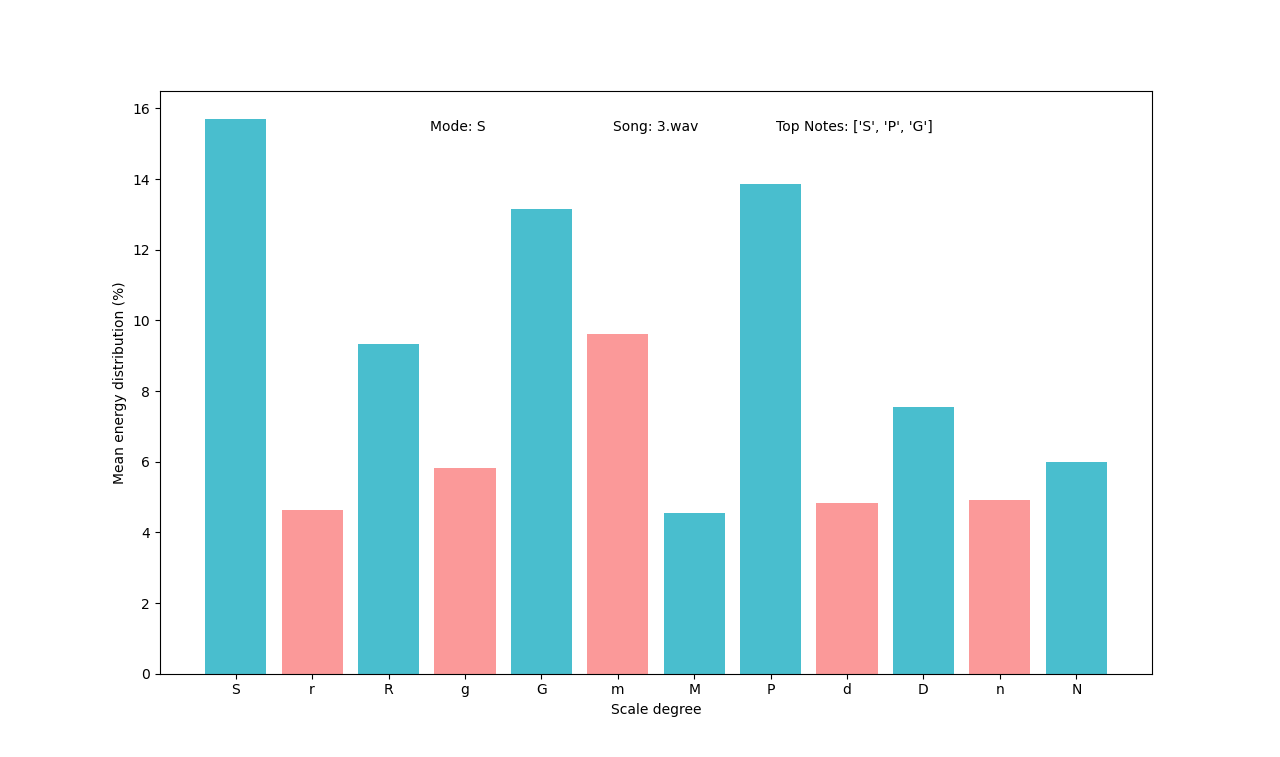 Mode: S Song: 3.wav Top Notes: ['S', 'P', 'G']
16
14
12
10
8
6
4
2
0
Mean energy distribution (%)
S r R g G m M P d D n N
Scale degree